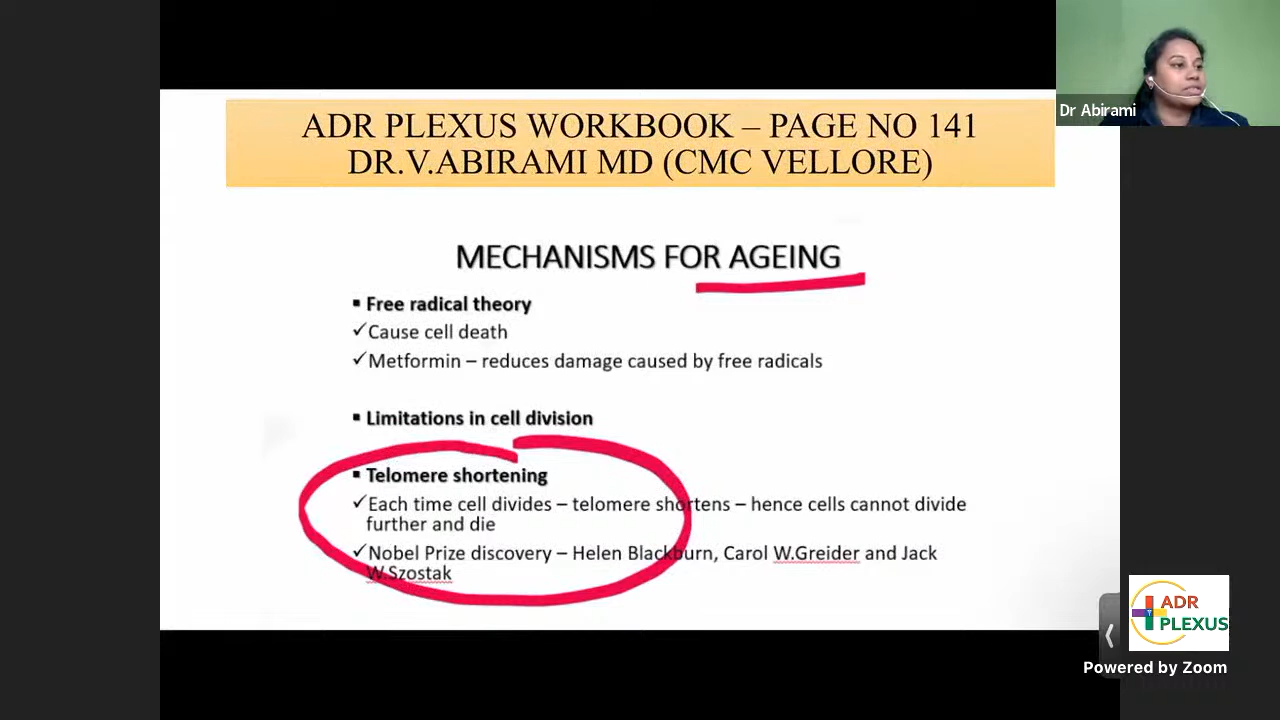 ADR PLEXUS WORKBOOK – PAGE NO 141
DR.V.ABIRAMI MD (CMC VELLORE)
Dr Abirami
MECHANISMS FOR AGEING
▪ Free radical theory
✓Cause cell death
✓Metformin – reduces damage caused by free radicals
▪ Limitations in cell division
▪ Telomere shortening
✓Each time cell divides – telomere shortens – hence cells cannot divide
further and die
✓Nobel Prize discovery – Helen Blackburn, Carol W.Greider and Jack
W.Szostak
ADR
PLEXUS
Powered by Zoom